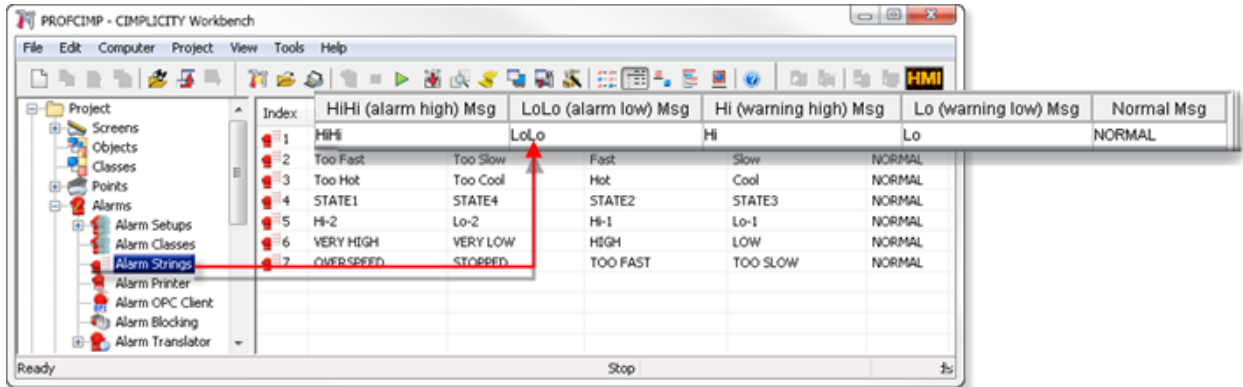 PROFCIMP - CIMPLICITY Workbench
File Edit Computer Project View Tools Help
HMI
Project
Screens
Objects
Classes
Points
Alarms
Alarm Setups
Alarm Classes
Alarm Strings
Alarm Printer
Alarm OPC Client
Alarm Blocking
Alarm Translator
Index HiHi (alarm high) Msg LoLo (alarm low) Msg Hi (warning high) Msg Lo (warning low) Msg Normal Msg
1 HiHi LoLo Hi Lo NORMAL
2 Too Fast Too Slow Fast Slow NORMAL
3 Too Hot Too Cool Hot Cool NORMAL
4 STATE1 STATE4 STATE2 STATE3 NORMAL
5 Hi-2 Lo-2 Hi-1 Lo-1 NORMAL
6 VERY HIGH VERY LOW HIGH LOW NORMAL
7 OVERSPEED STOPPED TOO FAST TOO SLOW NORMAL
Ready Stop